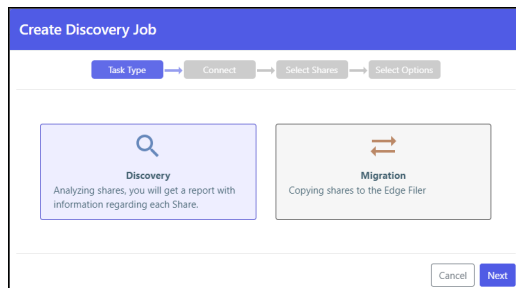 Create Discovery Job
Task Type
Connect
Select Shares
Select Options
Discovery
Analyzing shares, you will get a report with
information regarding each Share.
Migration
Copying shares to the Edge Filer
Cancel
Next